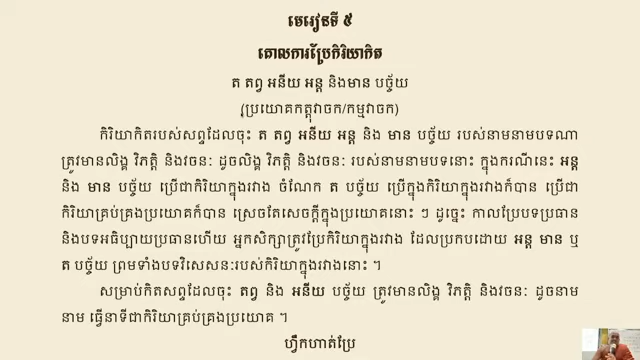 មេរៀនទី ៩
គោលការប្រែកិរិយាកិត
ត តព្វ អនីយ អន្ត និងមាន បច្ច័យ
(ប្រយោគកត្តុវាចក/កម្មវាចក)
កិរិយាកិតរបស់សព្ទដែលចុះ ត តព្វ អនីយ អន្ត និង មាន បច្ច័យ របស់នាមនាមបទណា
ត្រូវមានលិង្គ វិភត្តិ និងវចនៈ ដូចលិង្គ វិភត្តិ និងវចនៈ របស់នាមនាមបទនោះ ក្នុងករណីនេះ អន្ត
និង មាន បច្ច័យ ប្រើជាកិរិយាក្នុងរវាង ចំណែក ត បច្ច័យ ប្រើក្នុងកិរិយាក្នុងរវាងក៏បាន ប្រើជា
កិរិយាគ្រប់គ្រងប្រយោគក៏បាន ស្រេចតែសេចក្ដីក្នុងប្រយោគនោះ ៗ ដូច្នេះ កាលប្រែបទប្រធាន
និងបទអធិប្បាយប្រធានហើយ អ្នកសិក្សាត្រូវប្រែកិរិយាក្នុងរវាង ដែលប្រកបដោយ អន្ត មាន ឬ
ត បច្ច័យ ព្រមទាំងបទវិសេសនៈរបស់កិរិយាក្នុងរវាងនោះ ។
សម្រាប់កិតសព្ទដែលចុះ តព្វ និង អនីយ បច្ច័យ ត្រូវមានលិង្គ វិភត្តិ និងវចនៈ ដូចនាម
នាម ធ្វើនាទីជាកិរិយាគ្រប់គ្រងប្រយោគ ។
ហ្វឹកហាត់ប្រែ